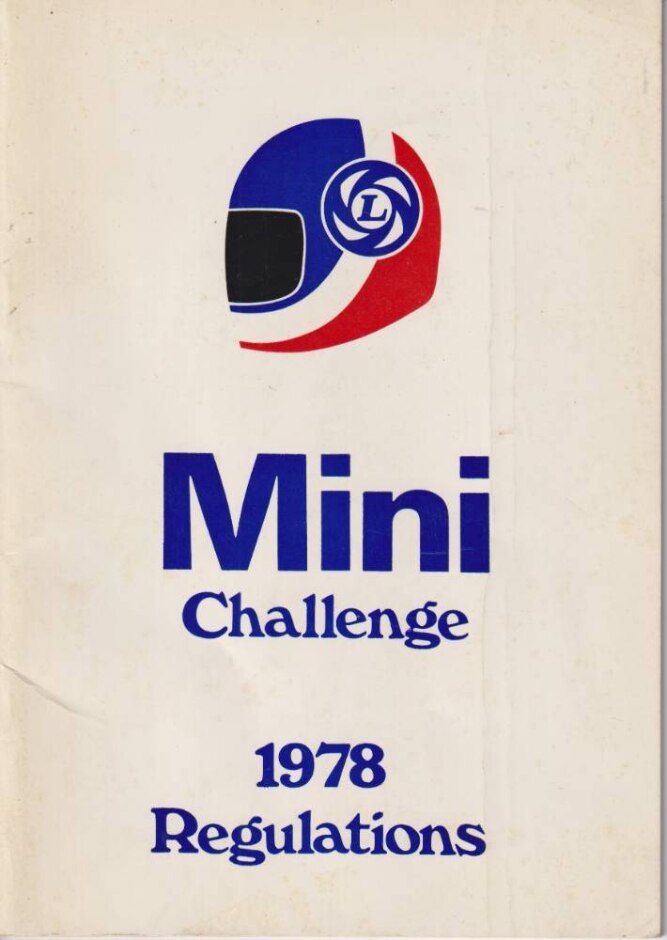 L
Mini
Challenge
1978
Regulations